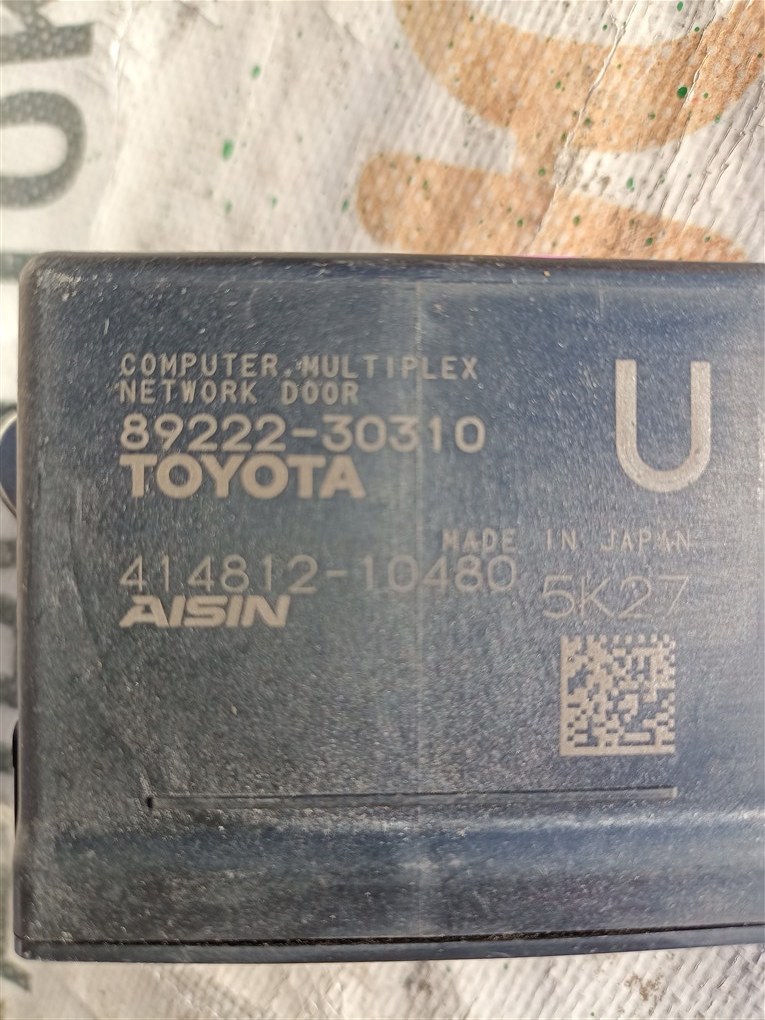 COMPUTER, MULTIPLEX
NETWORK DOOR
89222-30310
TOYOTA
U
MADE IN JAPAN
414812-10480 5K27
AISIN